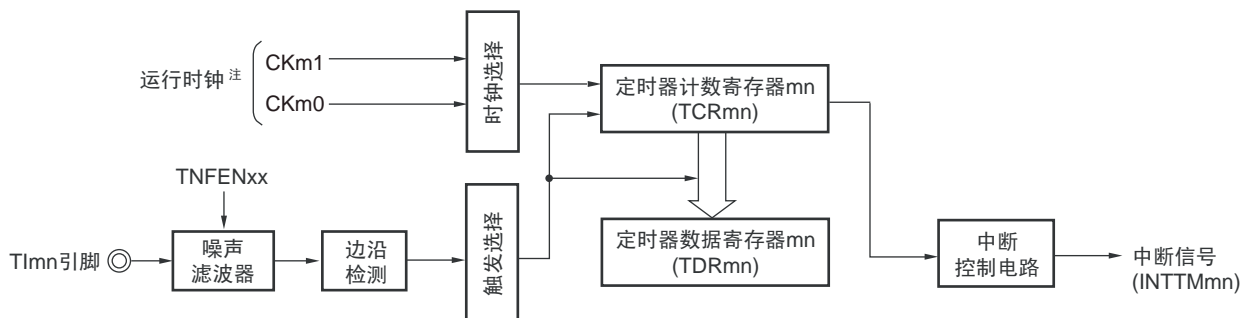 运行时钟 注
CKm1
CKm0
时钟选择
定时器计数寄存器mn
(TCRmn)
TNFENxx
TImn引脚
噪声
滤波器
边沿
检测
触发选择
定时器数据寄存器mn
(TDRmn)
中断
控制电路
中断信号
(INTTMmn)